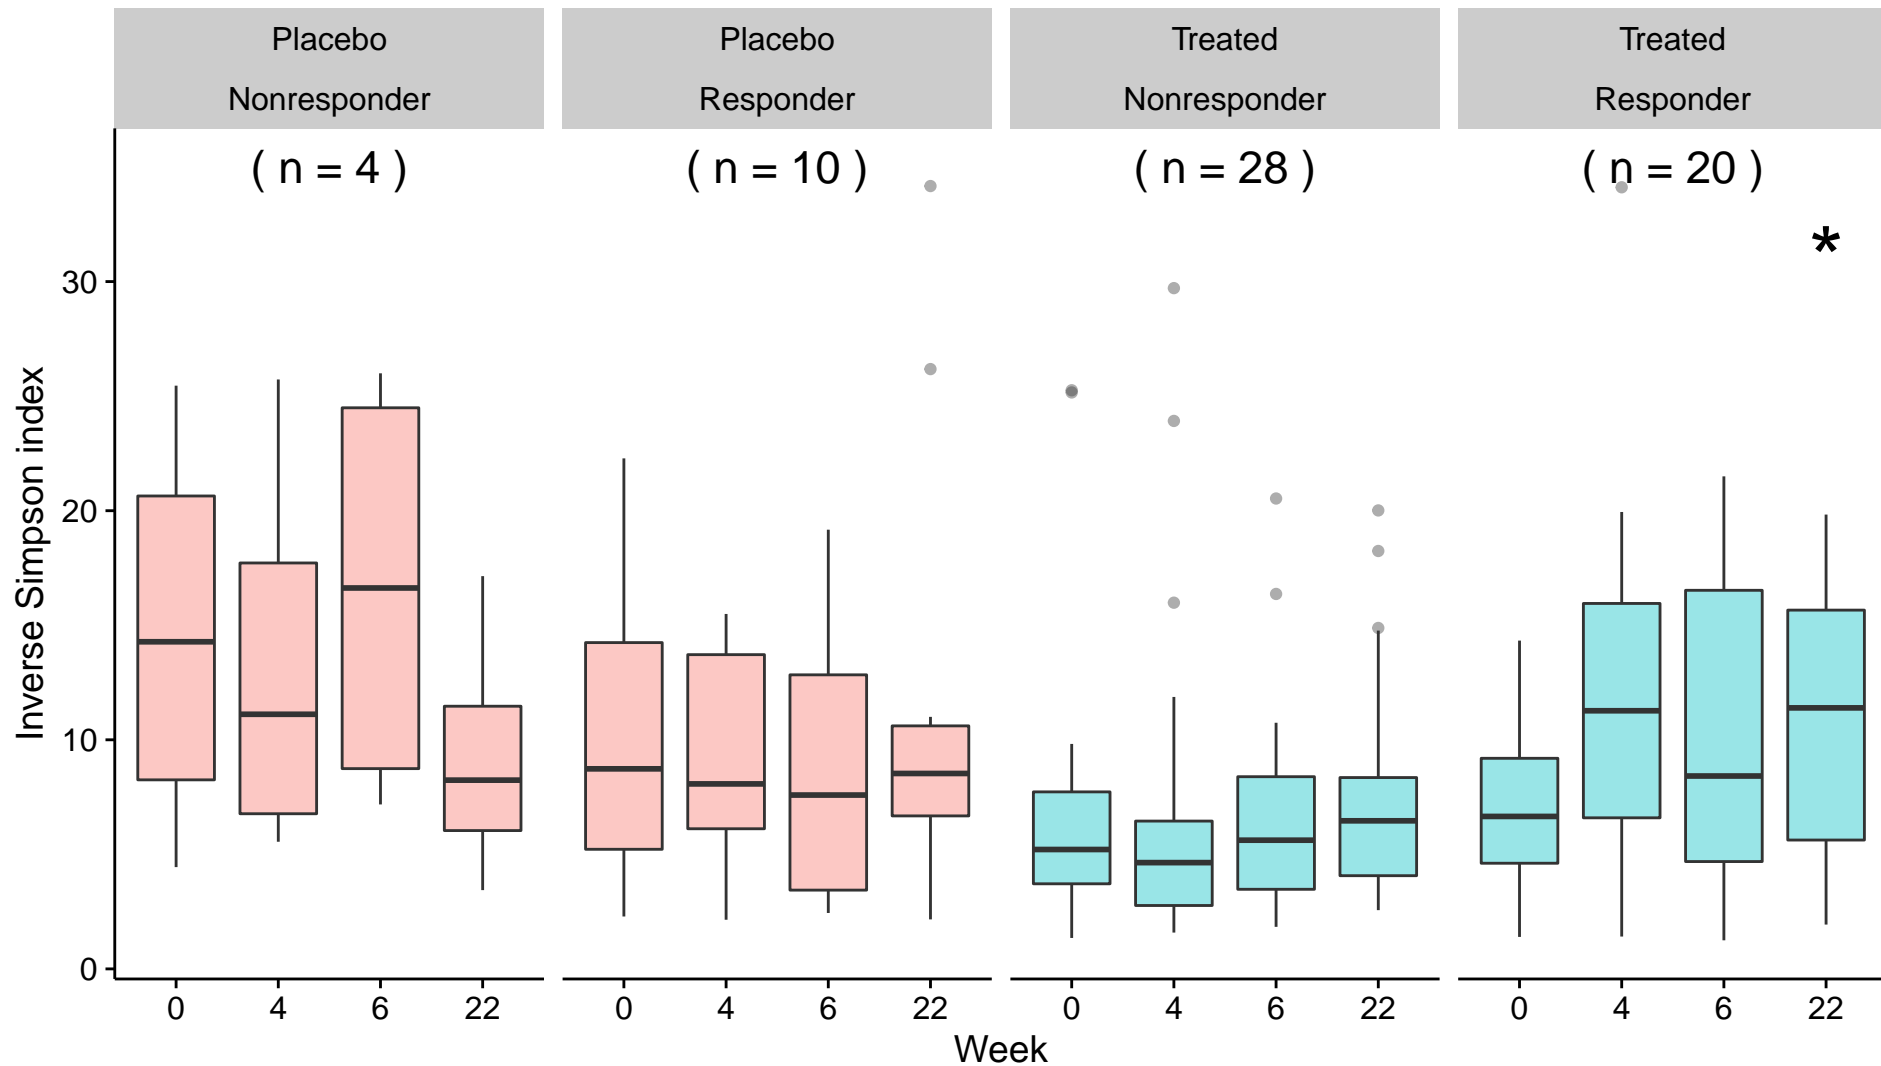 Placebo
Nonresponder
Placebo
Responder
Treated
Nonresponder
Treated
Responder
( n = 4 )
( n = 10 )
( n = 28 )
( n = 20 )
*
30
20
10
0
Inverse Simpson index
0 4 6 22
0 4 6 22
0 4 6 22
0 4 6 22
Week